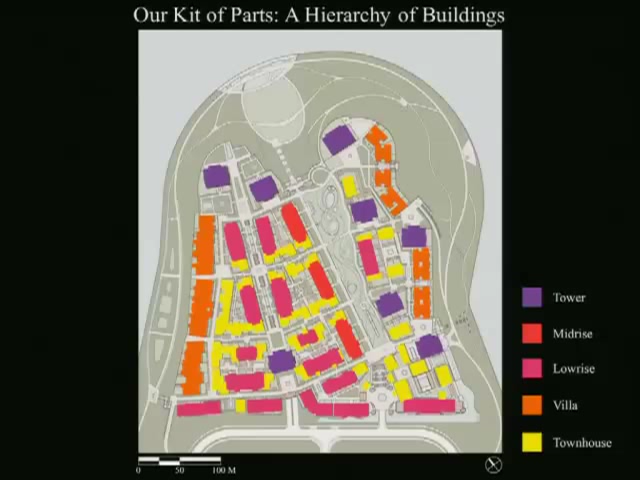 Our Kit of Parts: A Hierarchy of Buildings
Tower
Midrise
Lowrise
Villa
Townhouse
0 50 100 M